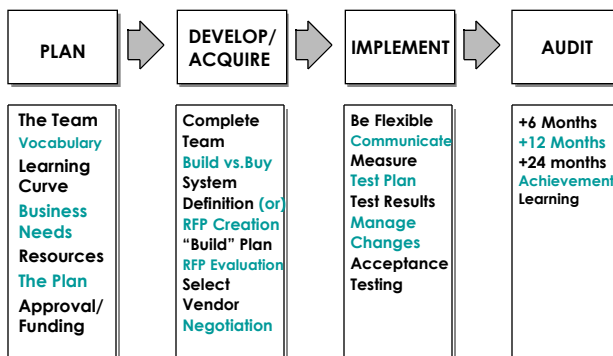 PLAN
DEVELOP/
ACQUIRE
IMPLEMENT
AUDIT
The Team
Vocabulary
Learning
Curve
Business
Needs
Resources
The Plan
Approval/
Funding
Complete
Team
Build vs.Buy
System
Definition (or)
RFP Creation
“Build” Plan
RFP Evaluation
Select
Vendor
Negotiation
Be Flexible
Communicate
Measure
Test Plan
Test Results
Manage
Changes
Acceptance
Testing
+6 Months
+12 Months
+24 months
Achievement
Learning